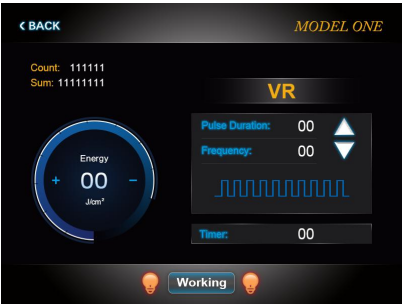 < BACK
MODEL ONE
Count: 111111
Sum: 11111111
VR
Pulse Duration: 00
Frequency: 00
Energy
+ 00 -
J/cm²
Timer: 00
Working